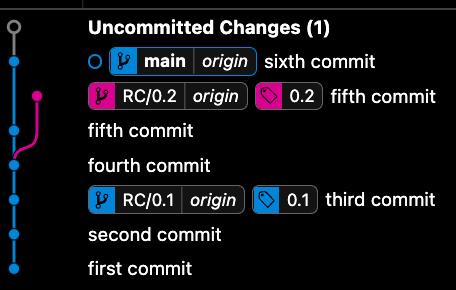 Uncommitted Changes (1)
main origin sixth commit
RC/0.2 origin 0.2 fifth commit
fifth commit
fourth commit
RC/0.1 origin 0.1 third commit
second commit
first commit